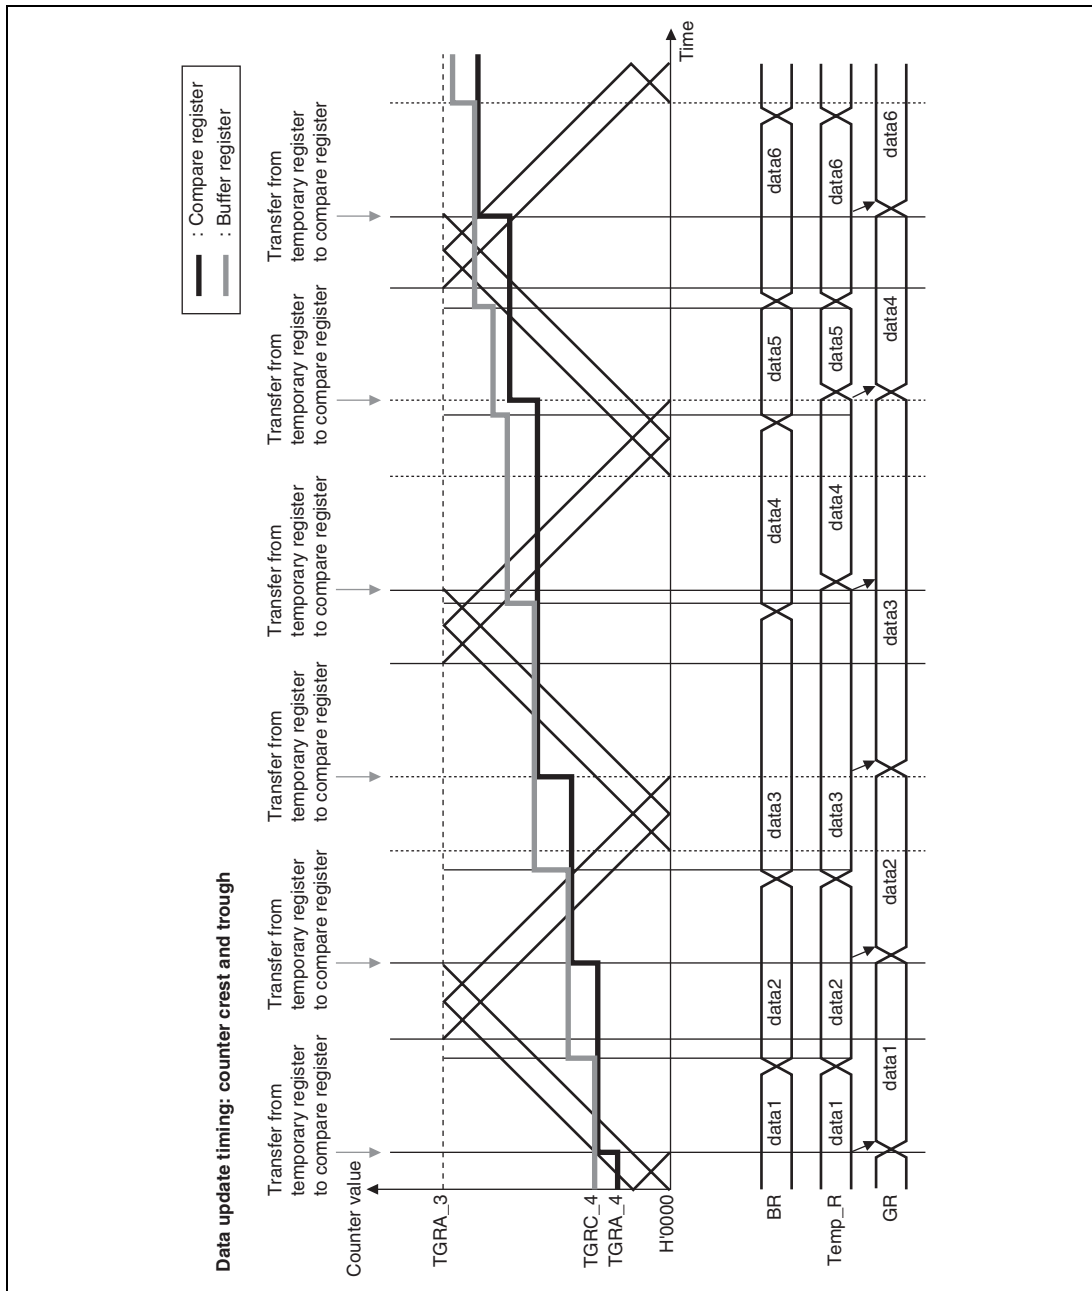 Data update timing: counter crest and trough
: Compare register
: Buffer register
Transfer from
temporary register
to compare register
Transfer from
temporary register
to compare register
Transfer from
temporary register
to compare register
Transfer from
temporary register
to compare register
Transfer from
temporary register
to compare register
Transfer from
temporary register
to compare register
Counter value
TGRA_3
TGRC_4
TGRA_4
H'0000
Time
BR
data1
data2
data3
data4
data5
data6
Temp_R
data1
data2
data3
data4
data5
data6
GR
data1
data2
data3
data4
data6